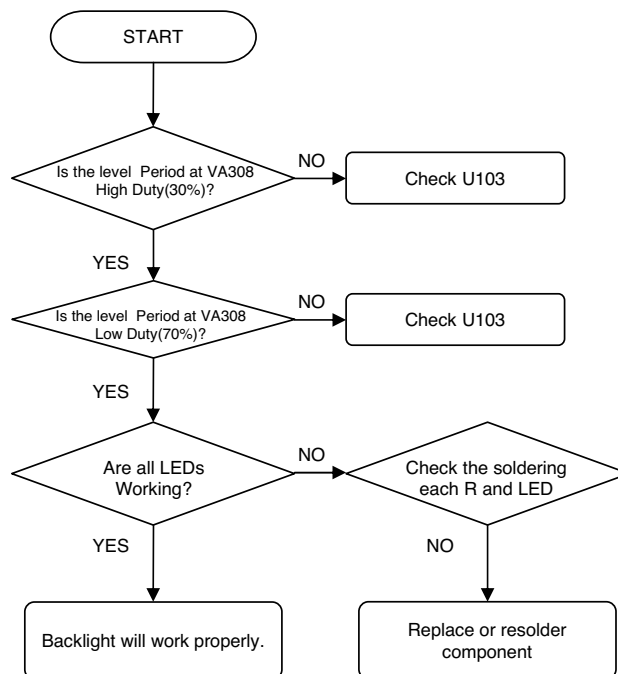 START
Is the level Period at VA308
High Duty(30%)?
NO
Check U103
YES
Is the level Period at VA308
Low Duty(70%)?
NO
Check U103
YES
Are all LEDs
Working?
NO
Check the soldering
each R and LED
YES
NO
Backlight will work properly.
Replace or resolder
component